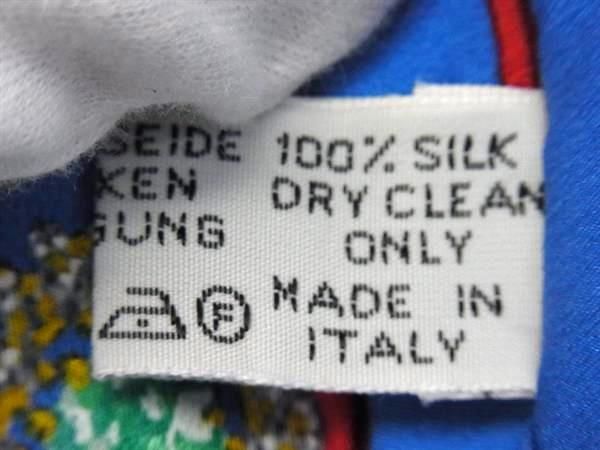 SEIDE 100% SILK
KEN DRY CLEAN
GUNG ONLY
F MADE IN
ITALY